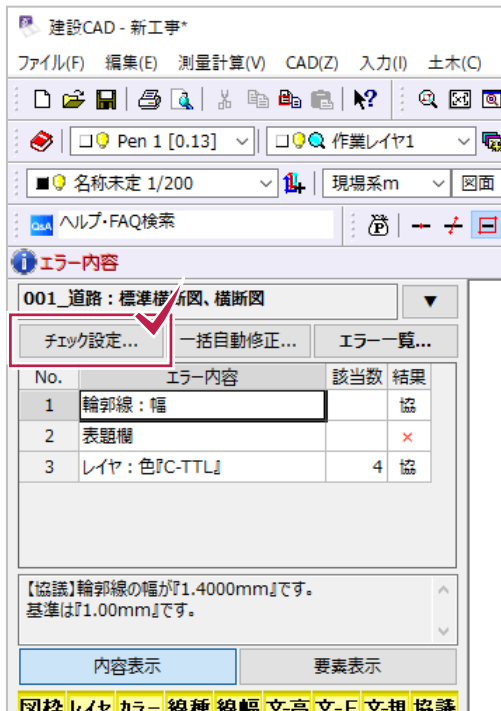 建設CAD - 新工事*
ファイル(F) 編集(E) 測量計算(V) CAD(Z) 入力(I) 土木(C)
Pen 1 [0.13] 作業レイヤ1
名称未定 1/200 現場系m 図面
Q&A ヘルプ・FAQ検索
エラー内容
001_道路：標準横断図、横断図 ▼
チェック設定... 一括自動修正... エラー一覧...
No. エラー内容 該当数 結果
1 輪郭線：幅 協
2 表題欄 ×
3 レイヤ：色『C-TTL』 4 協
【協議】輪郭線の幅が『1.4000mm』です。
基準は『1.00mm』です。
内容表示 要素表示
図枠 レイヤ カラー 線種 線幅 文-高 文-F 文-規 協議